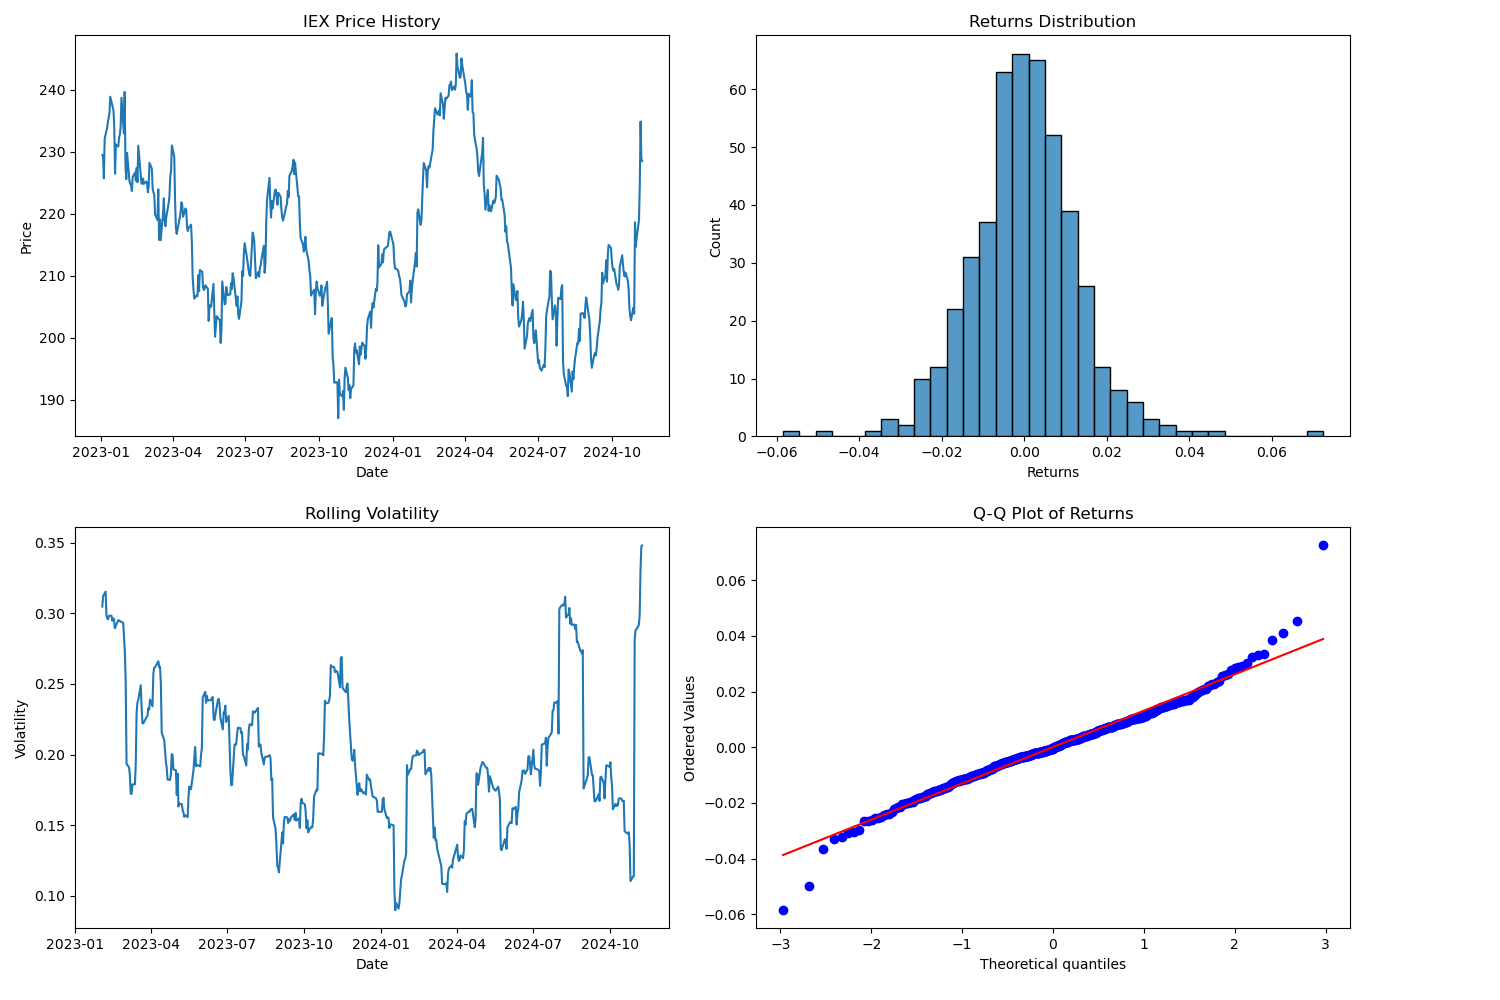 IEX Price History
Price
240
230
220
210
200
190
2023-01 2023-04 2023-07 2023-10 2024-01 2024-04 2024-07 2024-10
Date
Returns Distribution
Count
60
50
40
30
20
10
0
−0.06 −0.04 −0.02 0.00 0.02 0.04 0.06
Returns
Rolling Volatility
Volatility
0.35
0.30
0.25
0.20
0.15
0.10
2023-01 2023-04 2023-07 2023-10 2024-01 2024-04 2024-07 2024-10
Date
Q-Q Plot of Returns
Ordered Values
0.06
0.04
0.02
0.00
−0.02
−0.04
−0.06
−3 −2 −1 0 1 2 3
Theoretical quantiles